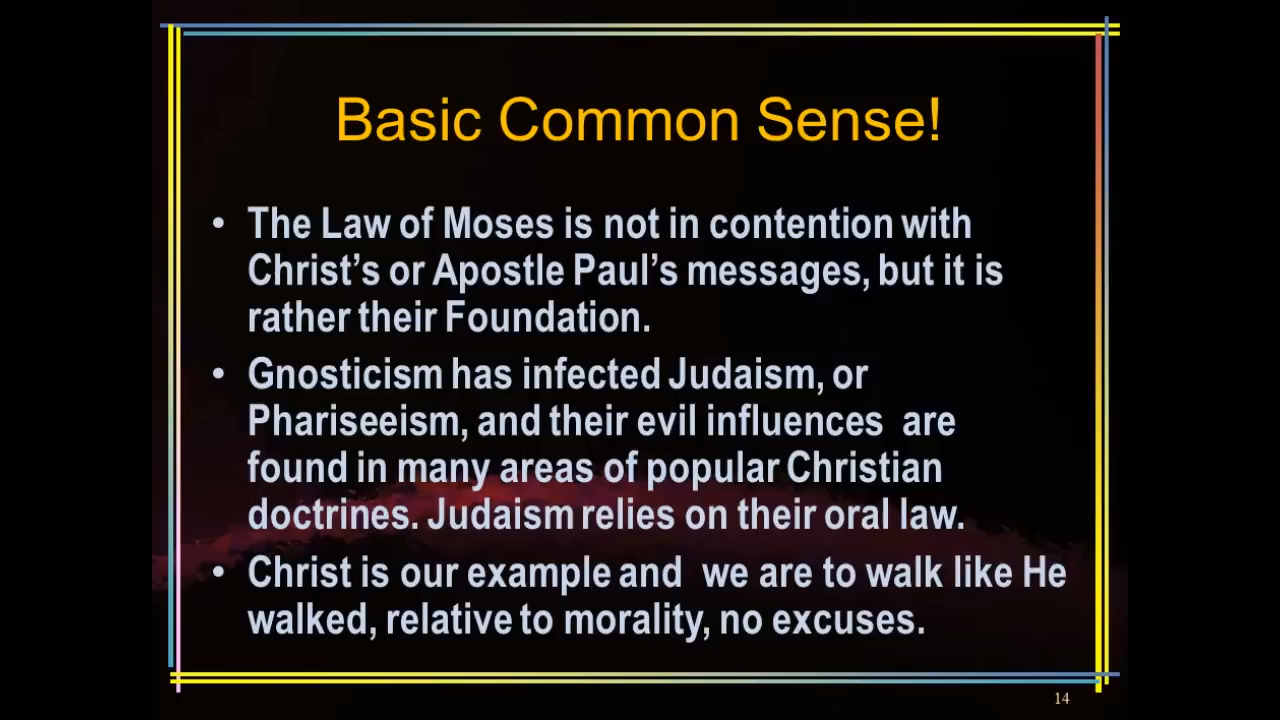 Basic Common Sense!
• The Law of Moses is not in contention with
Christ’s or Apostle Paul’s messages, but it is
rather their Foundation.
• Gnosticism has infected Judaism, or
Phariseeism, and their evil influences  are
found in many areas of popular Christian
doctrines. Judaism relies on their oral law.
• Christ is our example and  we are to walk like He
walked, relative to morality, no excuses.
14